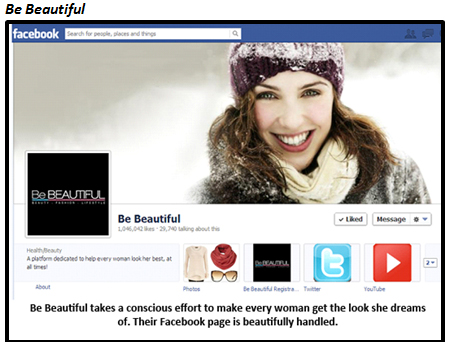 Be Beautiful
facebook
Search for people, places and things
Be BEAUTIFUL
BEAUTY · FASHION · LIFESTYLE
Be Beautiful
1,046,042 likes · 29,740 talking about this
Liked
Message
Health/Beauty
A platform dedicated to help every woman look her best, at
all times!
About
Photos
Be BEAUTIFUL
Be Beautiful Registra...
Twitter
YouTube
2
Be Beautiful takes a conscious effort to make every woman get the look she dreams
of. Their Facebook page is beautifully handled.